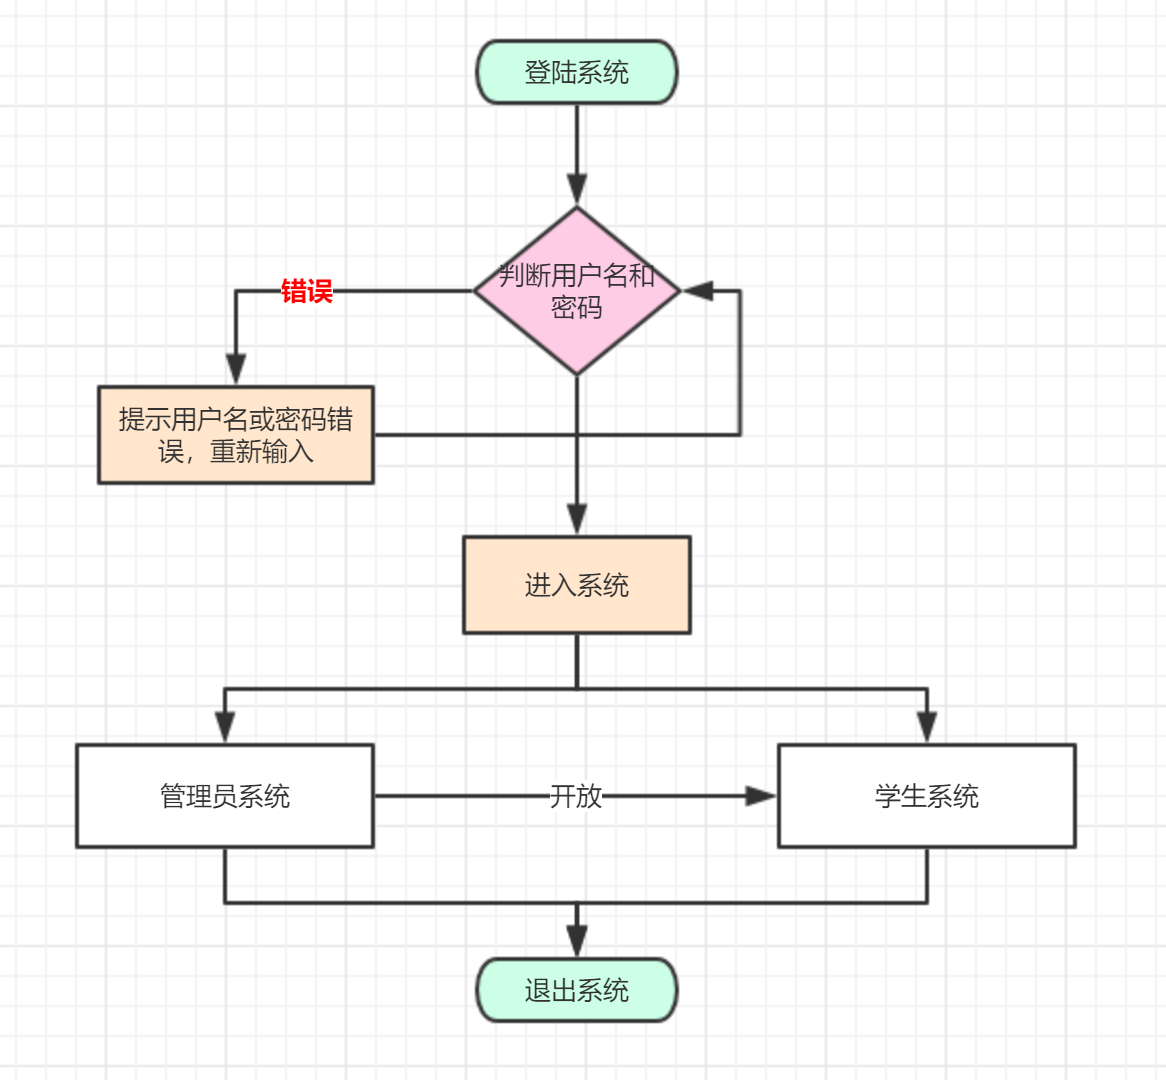 登陆系统
判断用户名和
密码
错误
提示用户名或密码错
误，重新输入
进入系统
管理员系统
开放
学生系统
退出系统